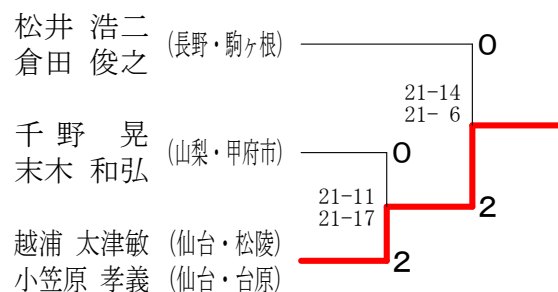 松井 浩二 (長野・駒ヶ根) 0
倉田 俊之
21-14
21- 6
千野 晃 (山梨・甲府市) 0
末木 和弘
21-11
21-17
2
越浦 太津敏 (仙台・松陵)
2
小笠原 孝義 (仙台・台原)